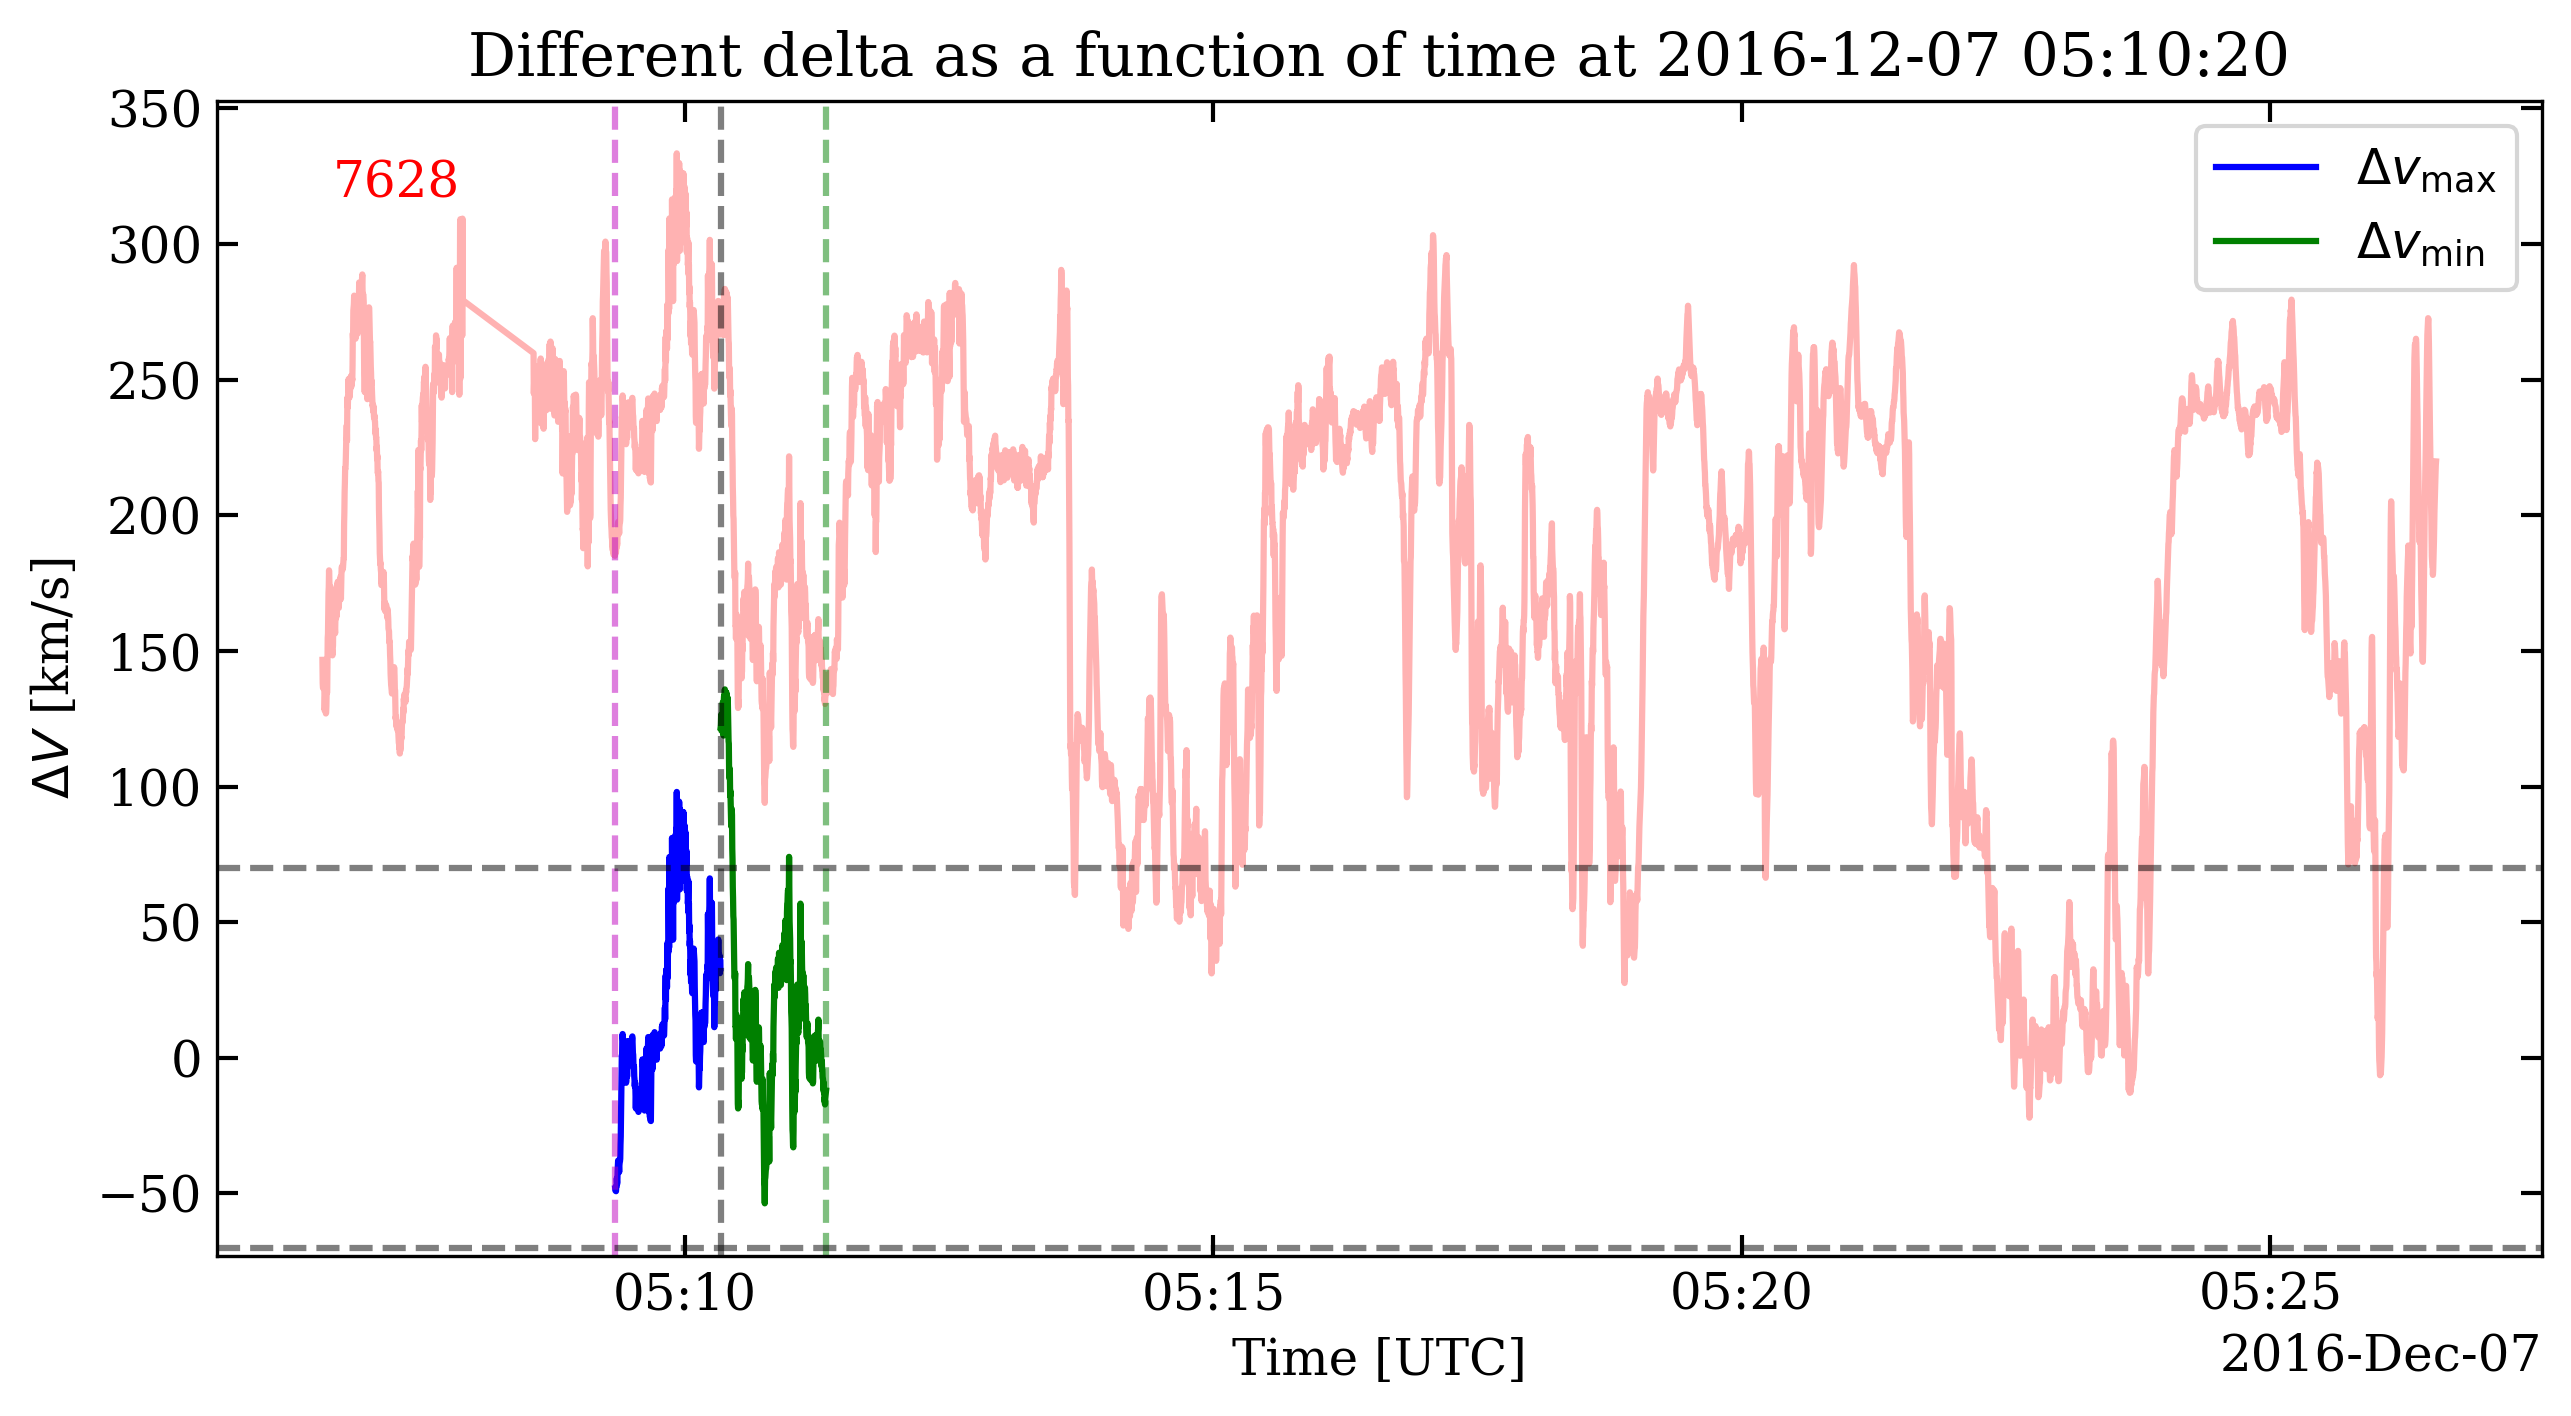 Different delta as a function of time at 2016-12-07 05:10:20
7628
Δv_max
Δv_min
ΔV [km/s]
350
300
250
200
150
100
50
0
−50
05:10 05:15 05:20 05:25
Time [UTC]
2016-Dec-07